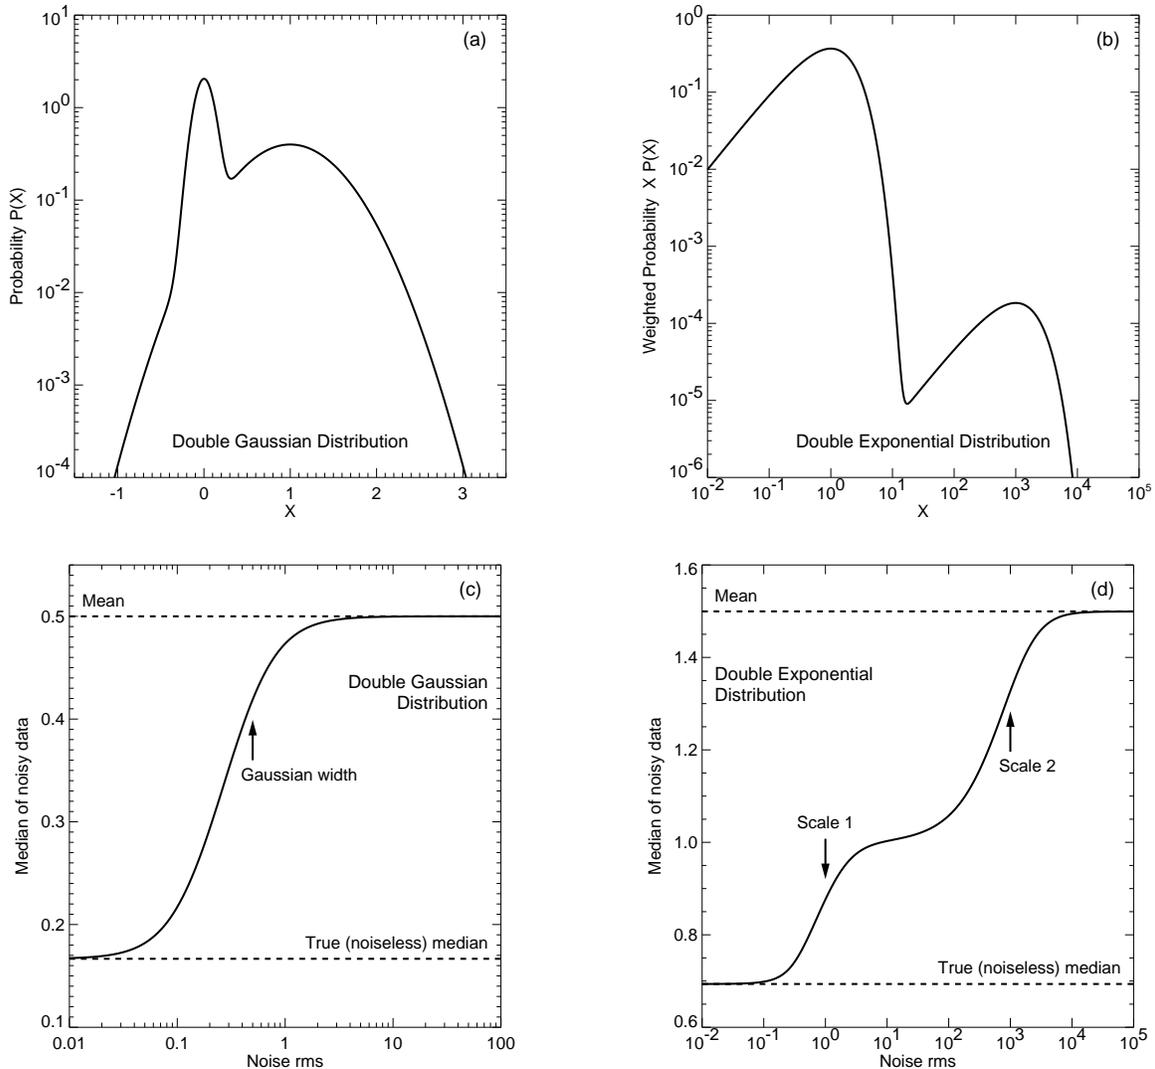 (a)
10^1
10^0
10^-1
10^-2
10^-3
10^-4
Probability P(X)
Double Gaussian Distribution
-1 0 1 2 3
X
(b)
10^0
10^-1
10^-2
10^-3
10^-4
10^-5
10^-6
Weighted Probability X P(X)
Double Exponential Distribution
10^-2 10^-1 10^0 10^1 10^2 10^3 10^4 10^5
X
(c)
Mean
0.5
0.4
0.3
0.2
0.1
Median of noisy data
Double Gaussian
Distribution
Gaussian width
True (noiseless) median
0.01 0.1 1 10 100
Noise rms
(d)
1.6
1.4
1.2
1.0
0.8
0.6
Median of noisy data
Mean
Double Exponential
Distribution
Scale 2
Scale 1
True (noiseless) median
10^-2 10^-1 10^0 10^1 10^2 10^3 10^4 10^5
Noise rms